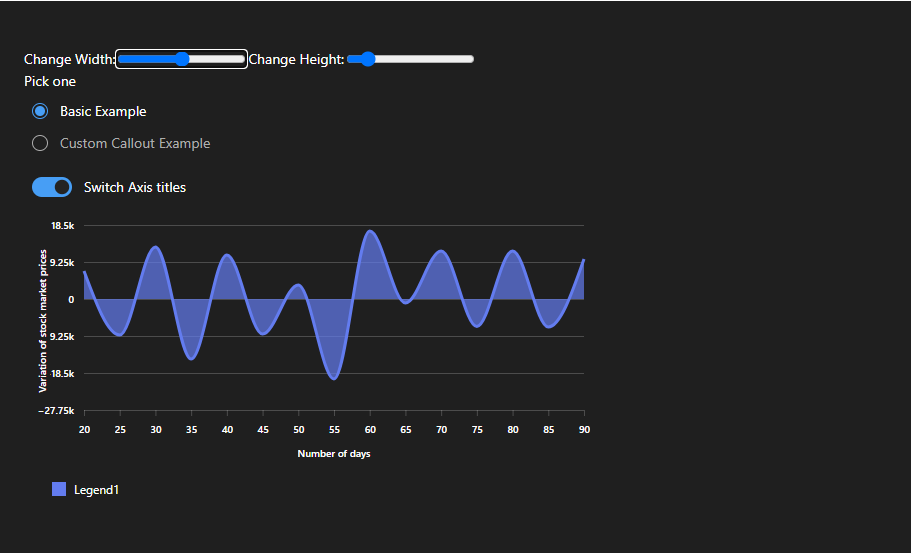 Change Width: Change Height:
Pick one
Basic Example
Custom Callout Example
Switch Axis titles
18.5k
9.25k
0
9.25k
18.5k
−27.75k
Variation of stock market prices
20 25 30 35 40 45 50 55 60 65 70 75 80 85 90
Number of days
Legend1